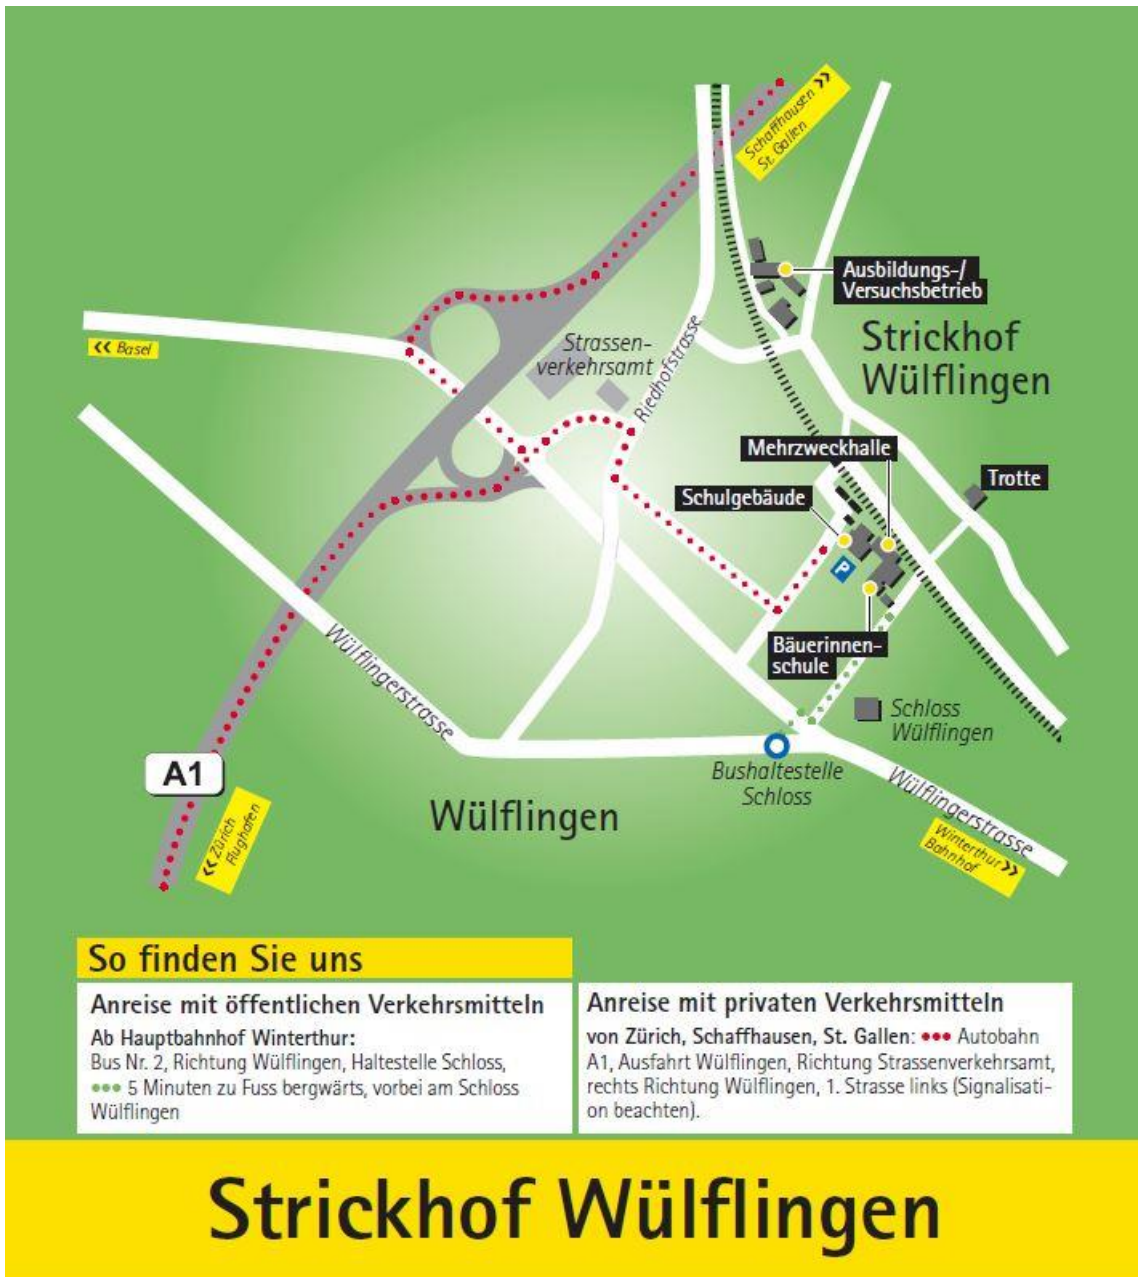 Schaffhausen »
St. Gallen
Ausbildungs-/
Versuchsbetrieb
Strickhof
Wülflingen
« Basel
Strassen-
verkehrsamt
Riedhofstrasse
Mehrzweckhalle
Trotte
Schulgebäude
P
Bäuerinnen-
schule
Wülflingerstrasse
Schloss
Wülflingen
A1
Bushaltestelle
Schloss
Wülflingen
Wülflingerstrasse
« Zürich
Flughafen
Winterthur »
Bahnhof
So finden Sie uns
Anreise mit öffentlichen Verkehrsmitteln
Ab Hauptbahnhof Winterthur:
Bus Nr. 2, Richtung Wülflingen, Haltestelle Schloss,
●●● 5 Minuten zu Fuss bergwärts, vorbei am Schloss
Wülflingen
Anreise mit privaten Verkehrsmitteln
von Zürich, Schaffhausen, St. Gallen: ●●● Autobahn
A1, Ausfahrt Wülflingen, Richtung Strassenverkehrsamt,
rechts Richtung Wülflingen, 1. Strasse links (Signalisati-
on beachten).
Strickhof Wülflingen